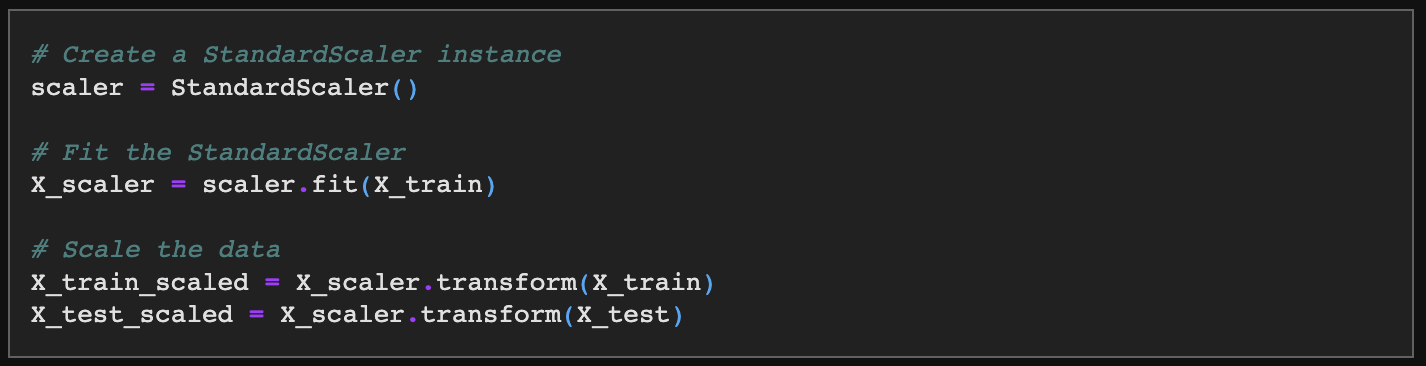 # Create a StandardScaler instance
scaler = StandardScaler()
# Fit the StandardScaler
X_scaler = scaler.fit(X_train)
# Scale the data
X_train_scaled = X_scaler.transform(X_train)
X_test_scaled = X_scaler.transform(X_test)